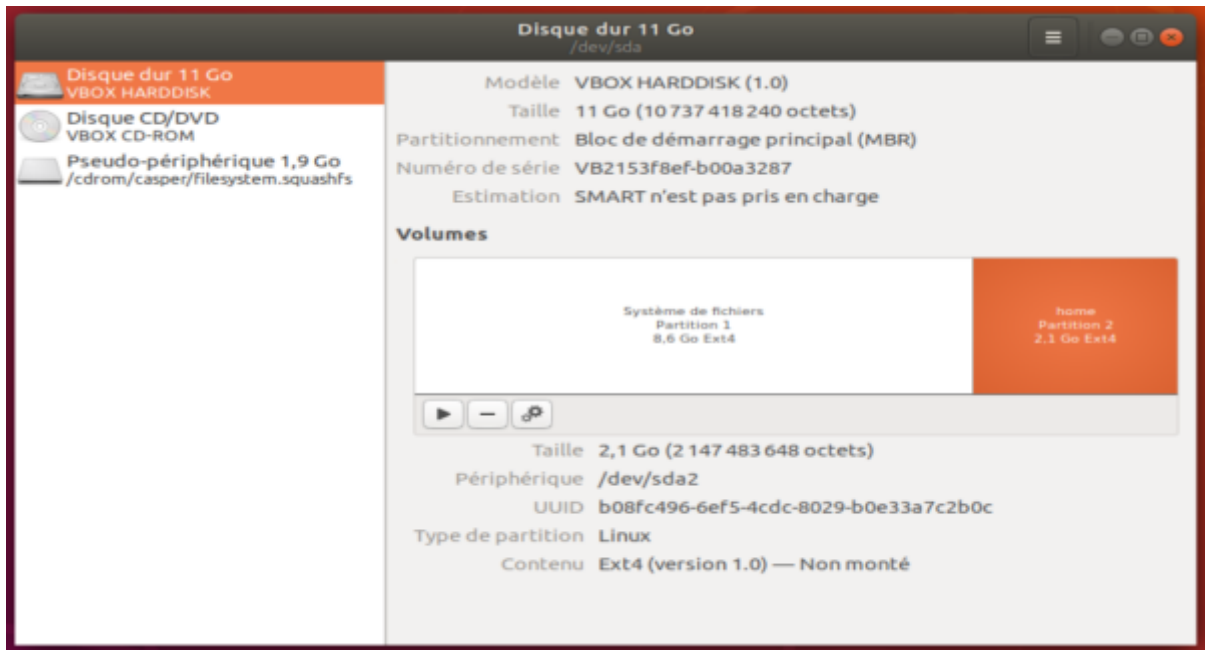 Disque dur 11 Go
/dev/sda
Disque dur 11 Go
VBOX HARDDISK
Disque CD/DVD
VBOX CD-ROM
Pseudo-périphérique 1,9 Go
/cdrom/casper/filesystem.squashfs
Modèle VBOX HARDDISK (1.0)
Taille 11 Go (10 737 418 240 octets)
Partitionnement Bloc de démarrage principal (MBR)
Numéro de série VB2153f8ef-b00a3287
Estimation SMART n'est pas pris en charge
Volumes
Système de fichiers
Partition 1
8,6 Go Ext4
home
Partition 2
2,1 Go Ext4
Taille 2,1 Go (2 147 483 648 octets)
Périphérique /dev/sda2
UUID b08fc496-6ef5-4cdc-8029-b0e33a7c2b0c
Type de partition Linux
Contenu Ext4 (version 1.0) — Non monté